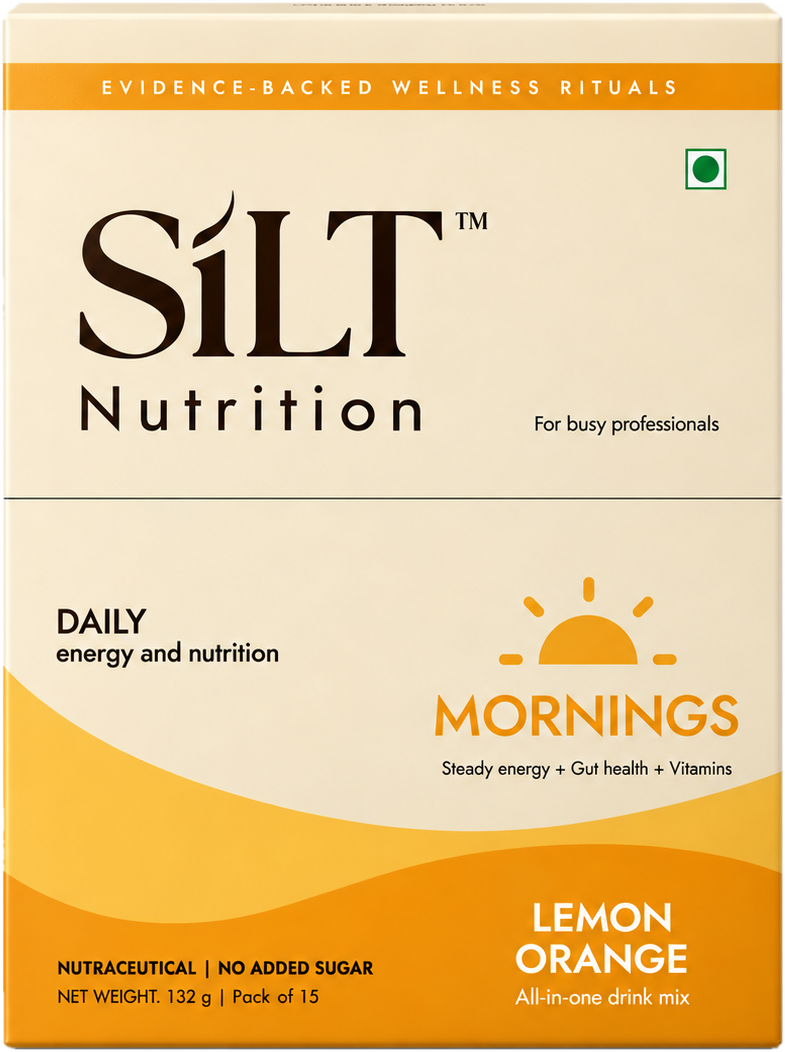 EVIDENCE-BACKED WELLNESS RITUALS
SiLT™
Nutrition
For busy professionals
DAILY
energy and nutrition
MORNINGS
Steady energy + Gut health + Vitamins
LEMON
ORANGE
All-in-one drink mix
NUTRACEUTICAL | NO ADDED SUGAR
NET WEIGHT. 132 g | Pack of 15